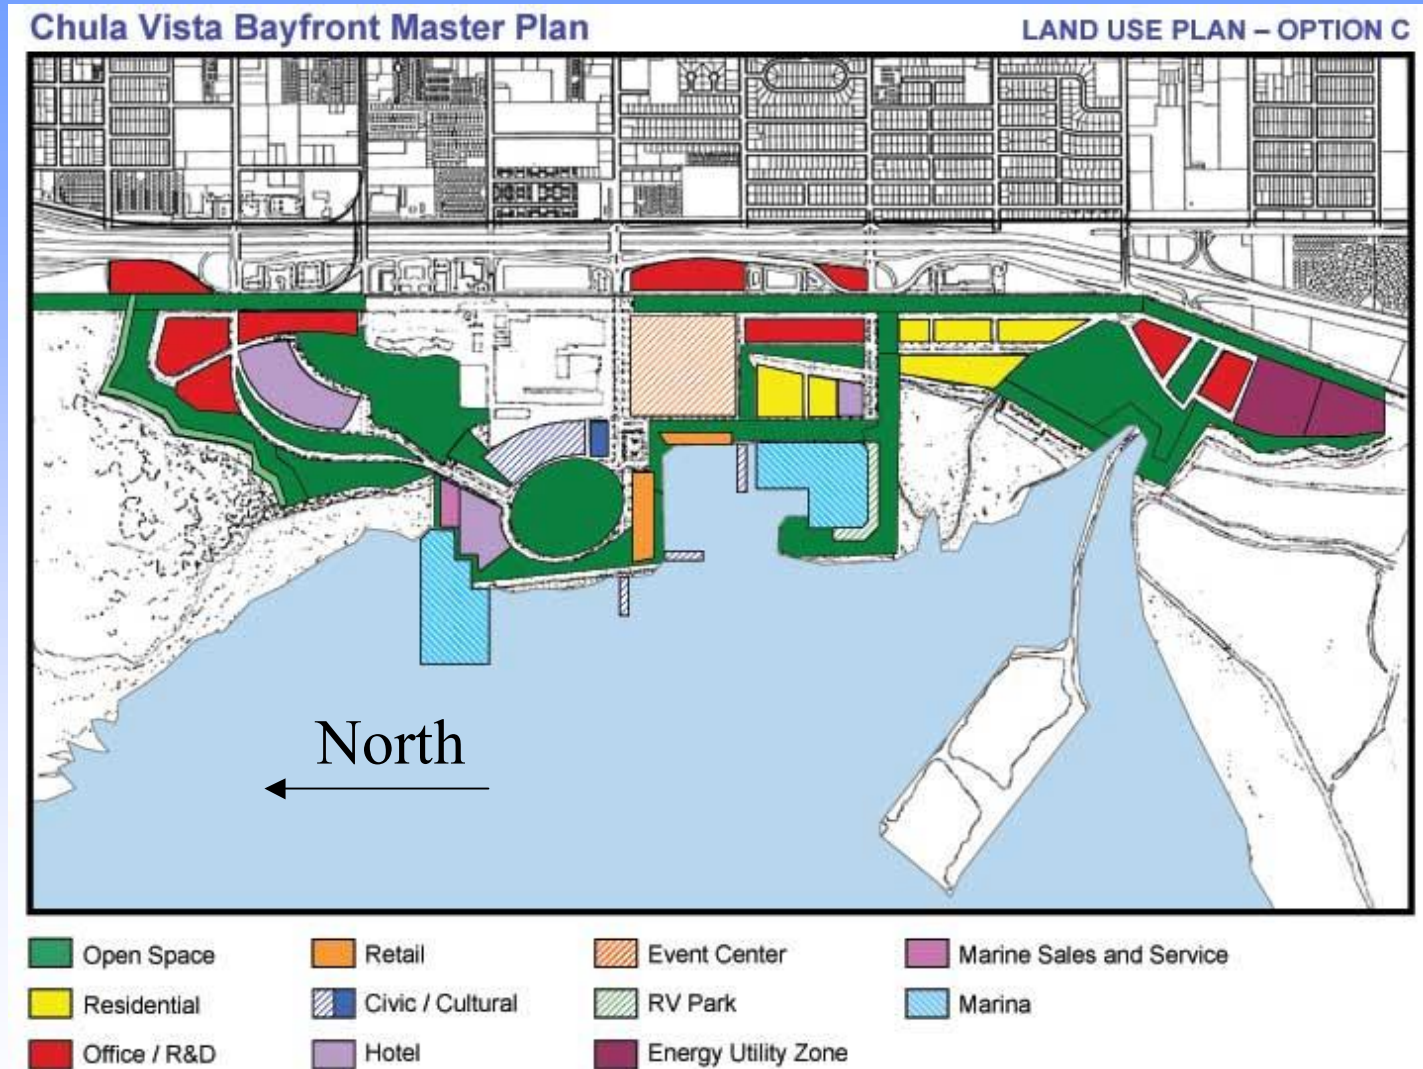 Chula Vista Bayfront Master Plan
LAND USE PLAN – OPTION C
North
Open Space
Retail
Event Center
Marine Sales and Service
Residential
Civic / Cultural
RV Park
Marina
Office / R&D
Hotel
Energy Utility Zone